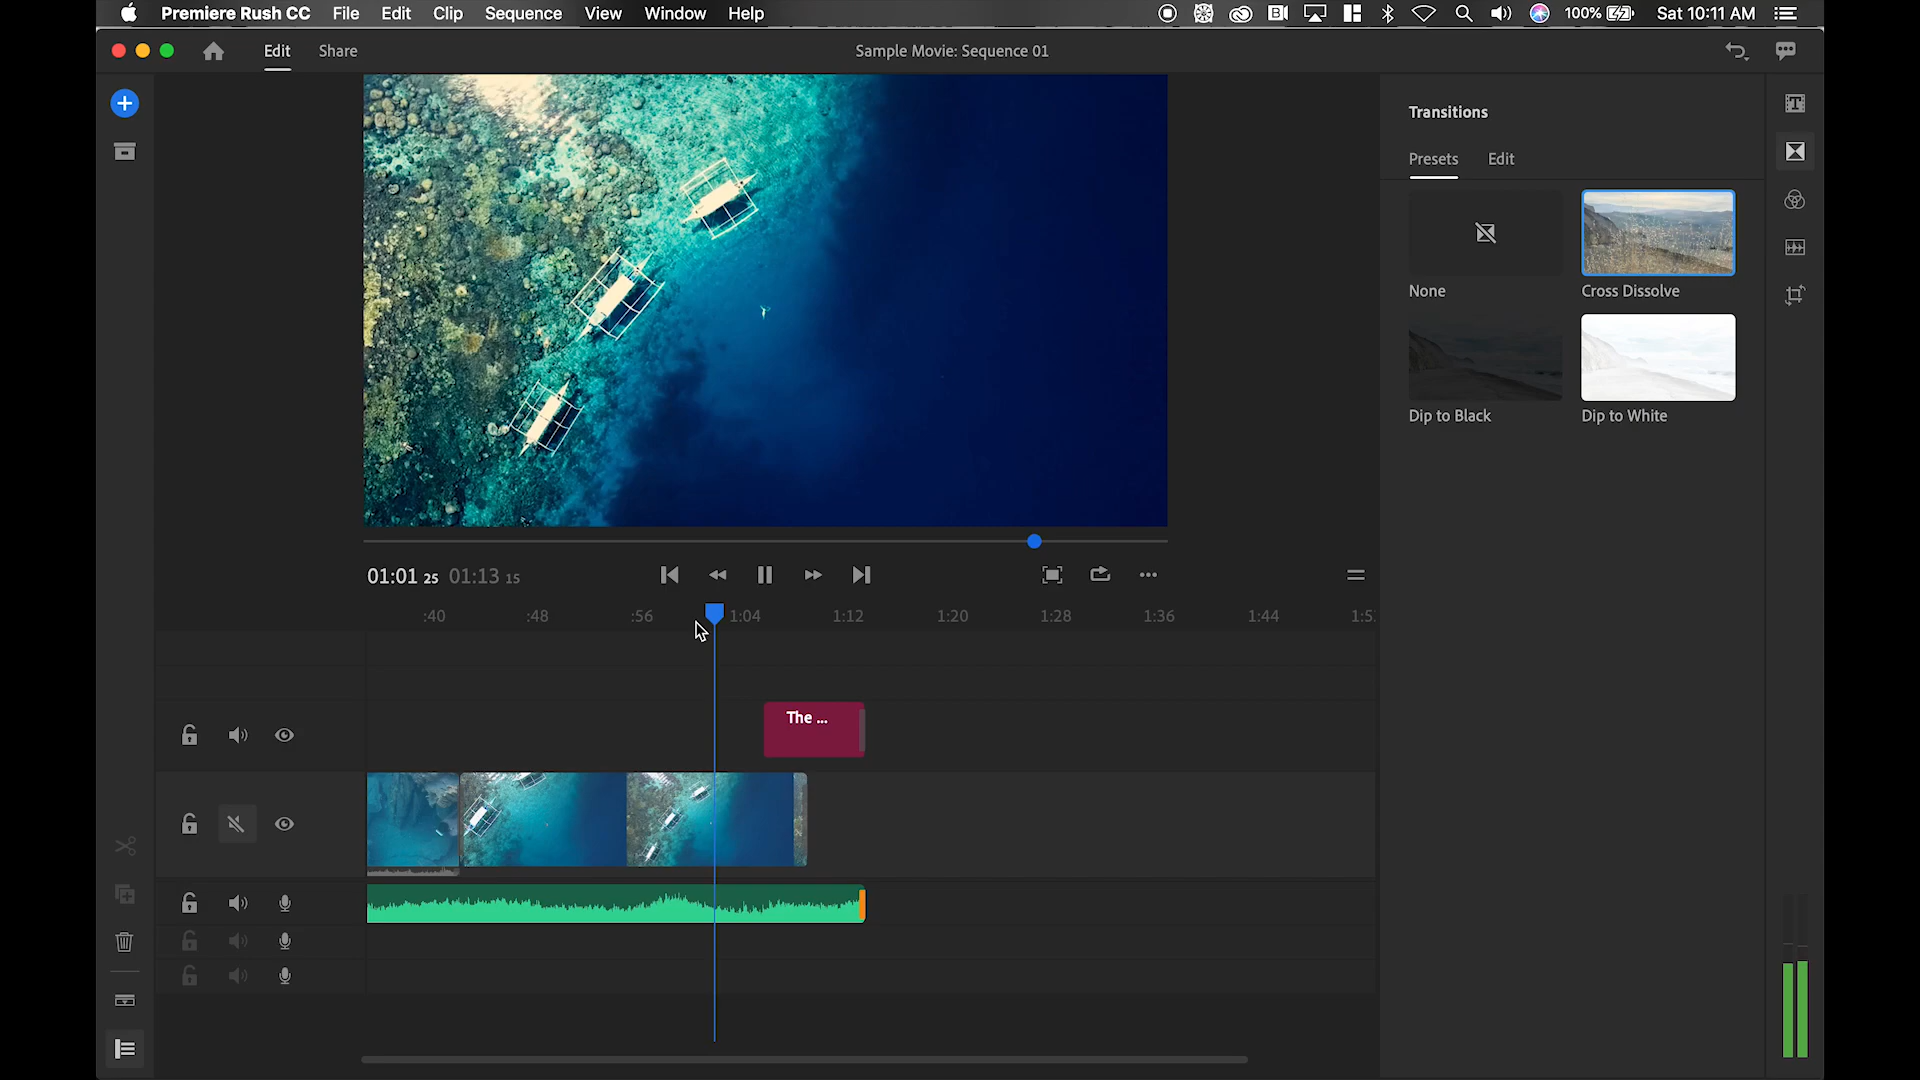 Premiere Rush CC File Edit Clip Sequence View Window Help 100% Sat 10:11 AM
Edit Share Sample Movie: Sequence 01
Transitions
Presets Edit
None Cross Dissolve
Dip to Black Dip to White
01:01 25 01:13 15
:40 :48 :56 1:04 1:12 1:20 1:28 1:36 1:44
The ...